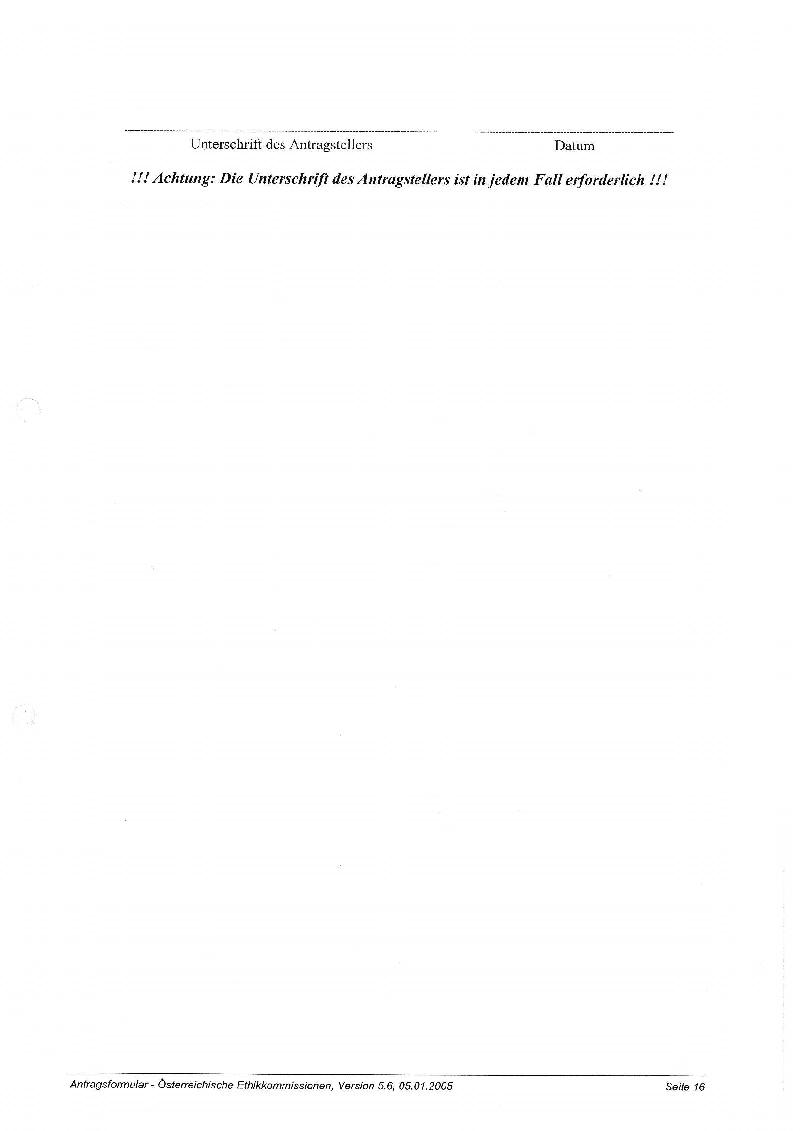 Unterschrift des Antragstellers Datum
!!! Achtung: Die Unterschrift des Antragstellers ist in jedem Fall erforderlich !!!
Antragsformular - Österreichische Ethikkommissionen, Version 5.6, 05.01.2005 Seite 16